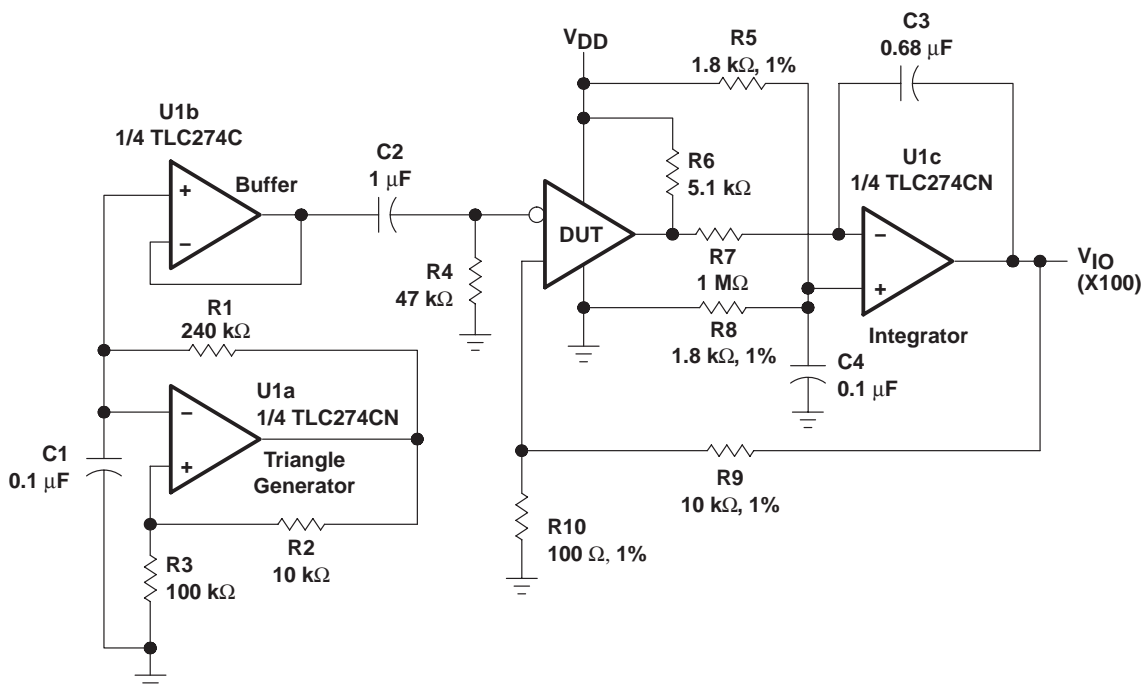 U1b
1/4 TLC274C
+
−
Buffer
C2
1 µF
R4
47 kΩ
VDD
DUT
R5
1.8 kΩ, 1%
R6
5.1 kΩ
R7
1 MΩ
R8
1.8 kΩ, 1%
C3
0.68 µF
U1c
1/4 TLC274CN
−
+
Integrator
VIO
(X100)
C4
0.1 µF
R1
240 kΩ
U1a
1/4 TLC274CN
−
+
Triangle
Generator
C1
0.1 µF
R2
10 kΩ
R3
100 kΩ
R9
10 kΩ, 1%
R10
100 Ω, 1%